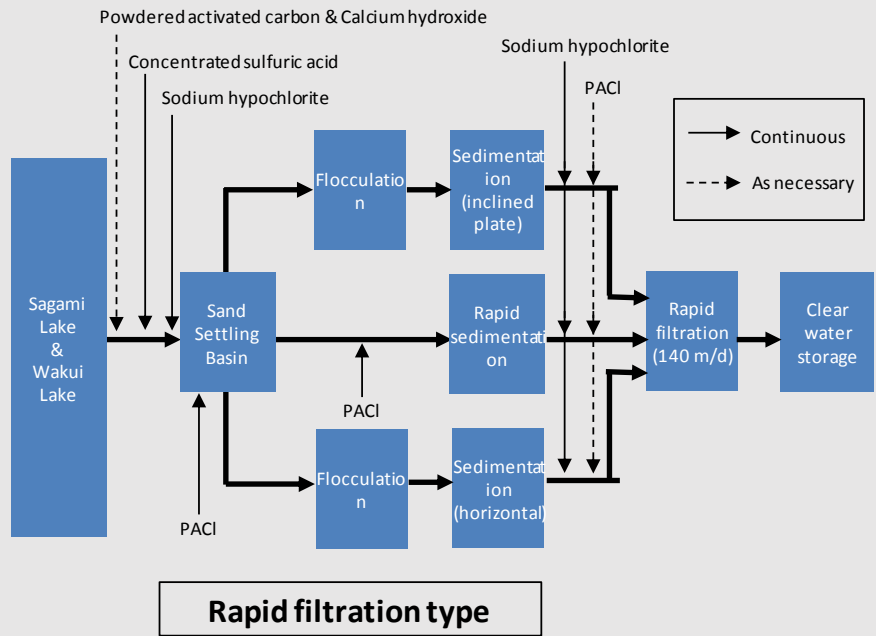 Powdered activated carbon & Calcium hydroxide
Concentrated sulfuric acid
Sodium hypochlorite
Sodium hypochlorite
PACl
Continuous
As necessary
Sagami
Lake
&
Wakui
Lake
Sand
Settling
Basin
Flocculatio
n
Sedimentat
ion
(inclined
plate)
Rapid
sedimentati
on
Rapid
filtration
(140 m/d)
Clear
water
storage
PACl
PACl
Flocculatio
n
Sedimentat
ion
(horizontal)
Rapid filtration type